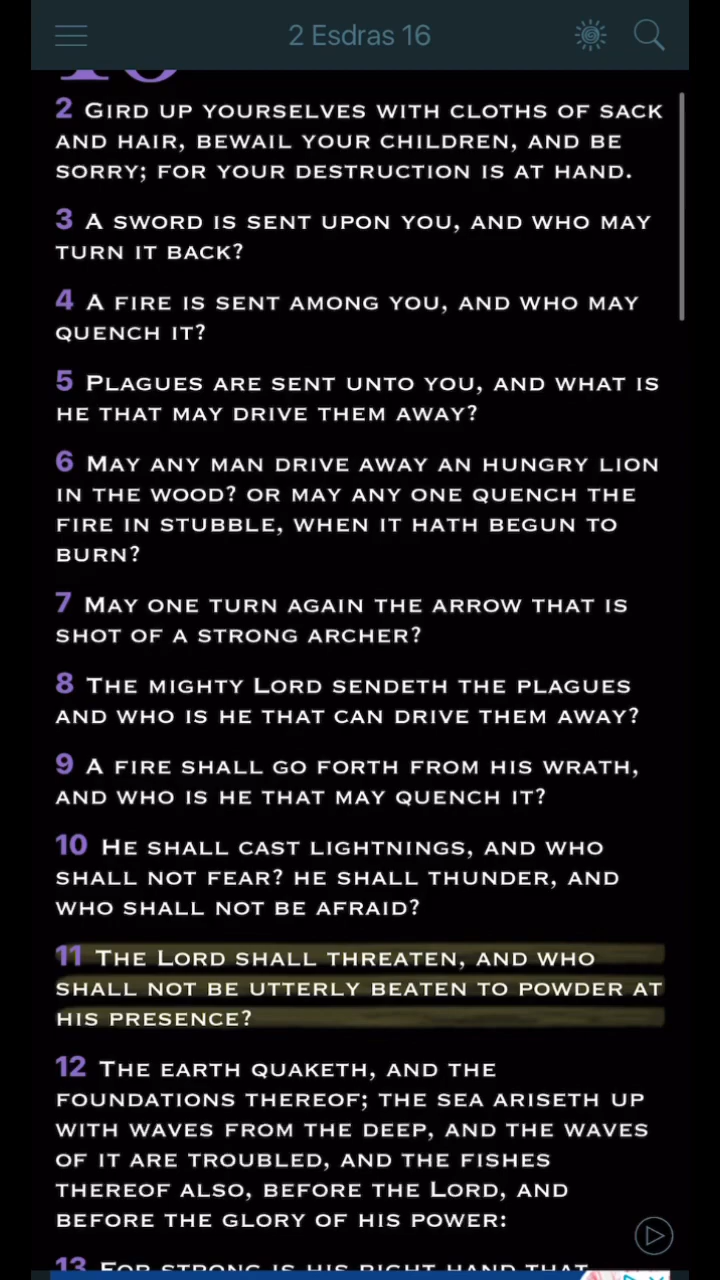 2 Esdras 16
2 Gird up yourselves with cloths of sack
and hair, bewail your children, and be
sorry; for your destruction is at hand.
3 A sword is sent upon you, and who may
turn it back?
4 A fire is sent among you, and who may
quench it?
5 Plagues are sent unto you, and what is
he that may drive them away?
6 May any man drive away an hungry lion
in the wood? or may any one quench the
fire in stubble, when it hath begun to
burn?
7 May one turn again the arrow that is
shot of a strong archer?
8 The mighty Lord sendeth the plagues
and who is he that can drive them away?
9 A fire shall go forth from his wrath,
and who is he that may quench it?
10 He shall cast lightnings, and who
shall not fear? he shall thunder, and
who shall not be afraid?
11 The Lord shall threaten, and who
shall not be utterly beaten to powder at
his presence?
12 The earth quaketh, and the
foundations thereof; the sea ariseth up
with waves from the deep, and the waves
of it are troubled, and the fishes
thereof also, before the Lord, and
before the glory of his power:
13 For strong is his right hand that